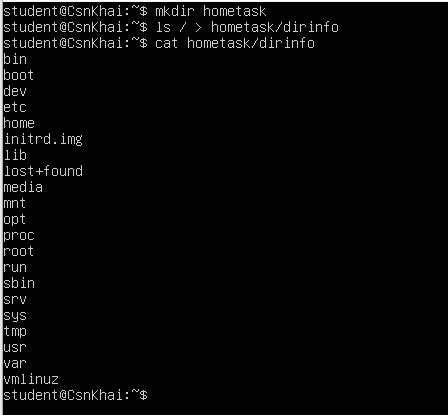 student@CsnKhai:~$ mkdir hometask
student@CsnKhai:~$ ls / > hometask/dirinfo
student@CsnKhai:~$ cat hometask/dirinfo
bin
boot
dev
etc
home
initrd.img
lib
lost+found
media
mnt
opt
proc
root
run
sbin
srv
sys
tmp
usr
var
vmlinuz
student@CsnKhai:~$